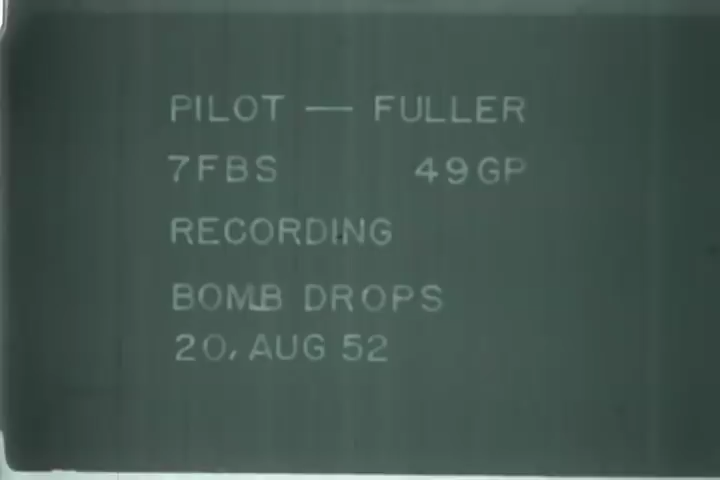 PILOT — FULLER
7FBS 49GP
RECORDING
BOMB DROPS
20, AUG 52